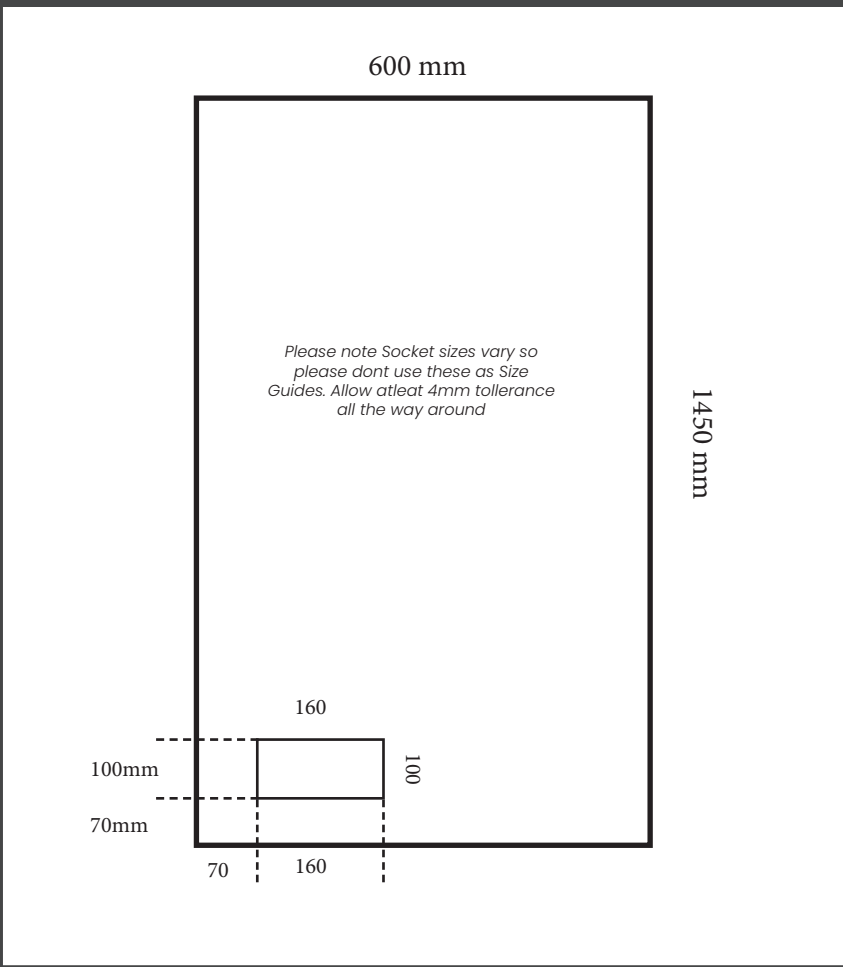 600 mm
Please note Socket sizes vary so
please dont use these as Size
Guides. Allow atleat 4mm tollerance
all the way around
1450 mm
160
100mm
100
70mm
70
160